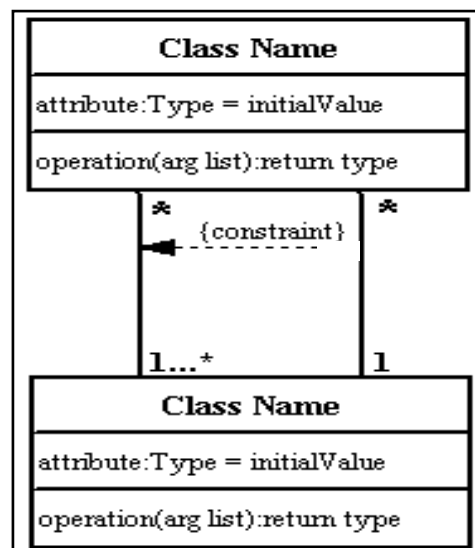 Class Name
attribute:Type = initialValue
operation(arg list):return type
* *
{constraint}
1...* 1
Class Name
attribute:Type = initialValue
operation(arg list):return type